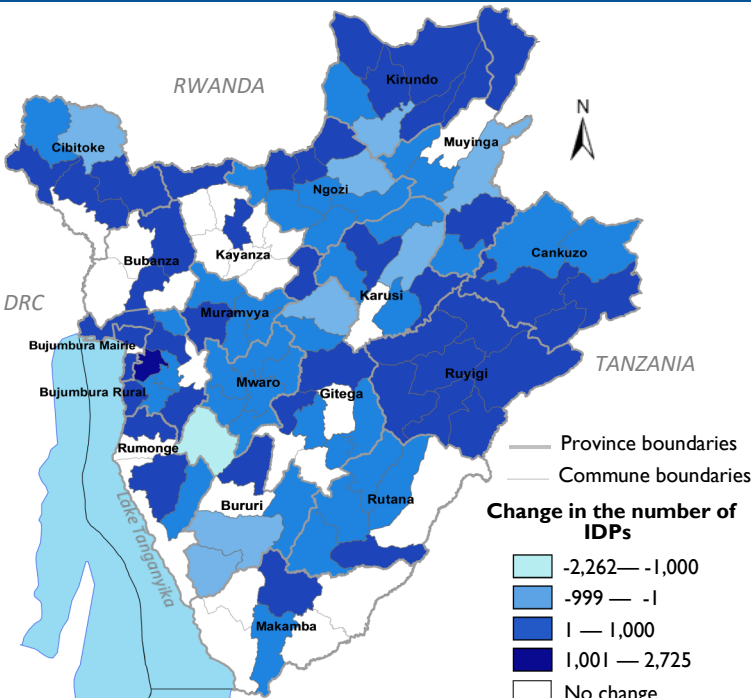 RWANDA
Kirundo
N
Muyinga
Cibitoke
Ngozi
Cankuzo
Kayanza
Bubanza
Karusi
DRC
Muramvya
Bujumbura Mairie
TANZANIA
Ruyigi
Mwaro
Bujumbura Rural
Gitega
Rumonge
Rutana
Bururi
Lake Tanganyika
Makamba
Province boundaries
Commune boundaries
Change in the number of
IDPs
-2,262— -1,000
-999 — -1
1 — 1,000
1,001 — 2,725
No change